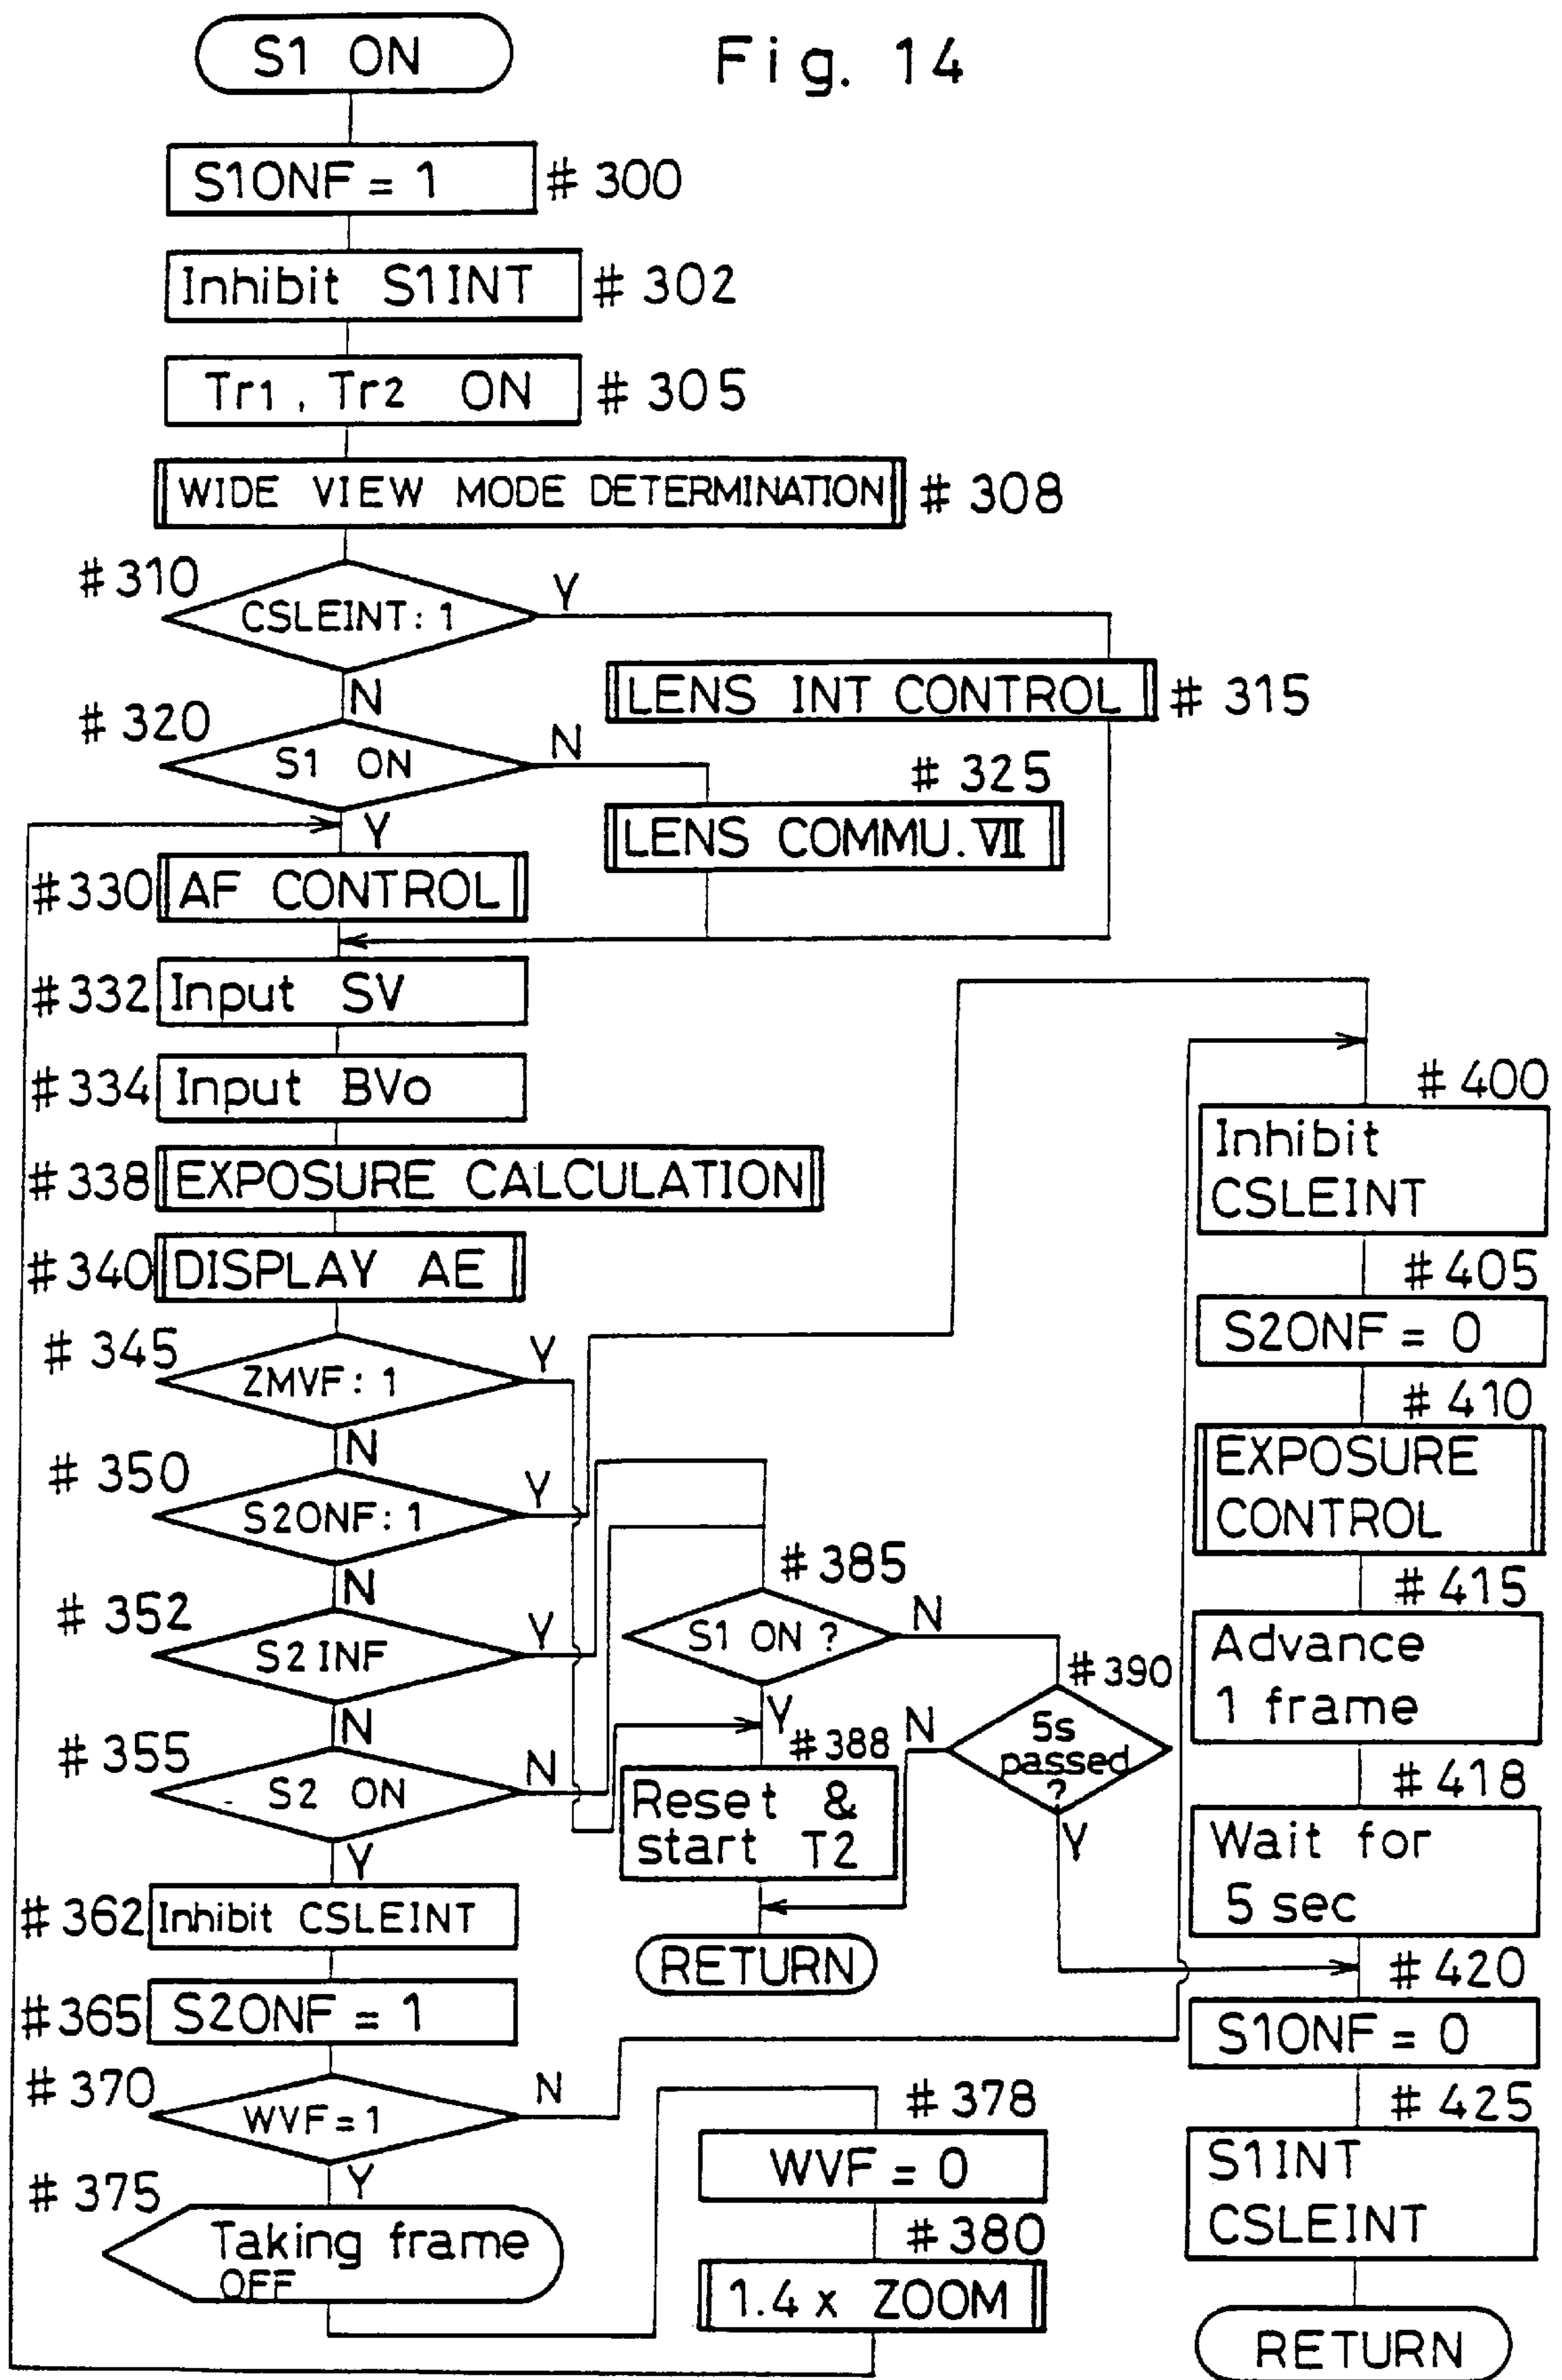 Fig. 14
S1 ON
S1ONF = 1 #300
Inhibit S1INT #302
Tr1, Tr2 ON #305
WIDE VIEW MODE DETERMINATION #308
#310
CSLEINT: 1
Y
N
LENS INT CONTROL #315
#320
S1 ON
N
Y
#325
LENS COMMU. VII
#330 AF CONTROL
#332 Input SV
#334 Input BVo
#338 EXPOSURE CALCULATION
#340 DISPLAY AE
#345
ZMVF: 1
Y
N
#350
S2ONF: 1
Y
N
#352
S2INF
Y
N
#355
S2 ON
N
Y
#362 Inhibit CSLEINT
#365 S2ONF = 1
#370
WVF=1
N
Y
#375
Taking frame
OFF
#378
WVF = 0
#380
1.4 x ZOOM
#385
S1 ON ?
N
Y
#388
Reset &
start T2
RETURN
#390
5s
passed
?
N
Y
#400
Inhibit
CSLEINT
#405
S2ONF = 0
#410
EXPOSURE
CONTROL
#415
Advance
1 frame
#418
Wait for
5 sec
#420
S1ONF = 0
#425
S1INT
CSLEINT
RETURN